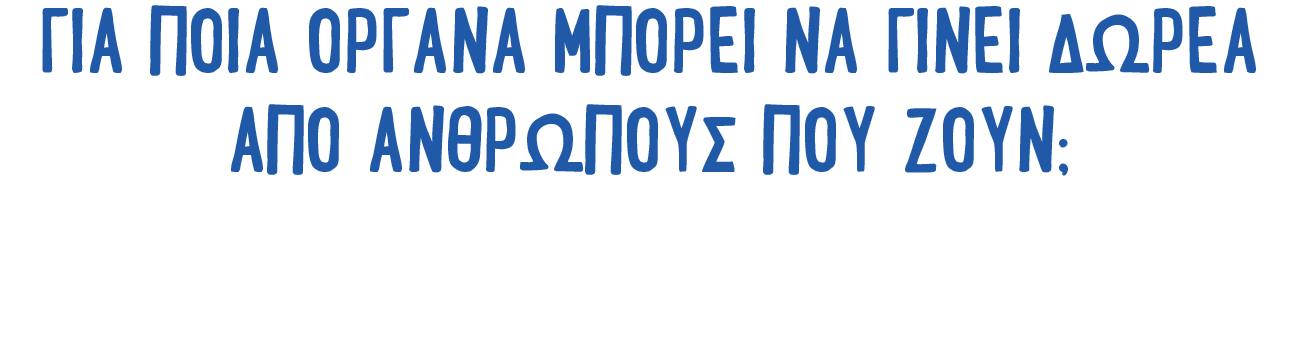 ΓΙΑ ΠΟΙΑ ΟΡΓΑΝΑ ΜΠΟΡΕΙ ΝΑ ΓΙΝΕΙ ΔΩΡΕΑ
ΑΠΟ ΑΝΘΡΩΠΟΥΣ ΠΟΥ ΖΟΥΝ;